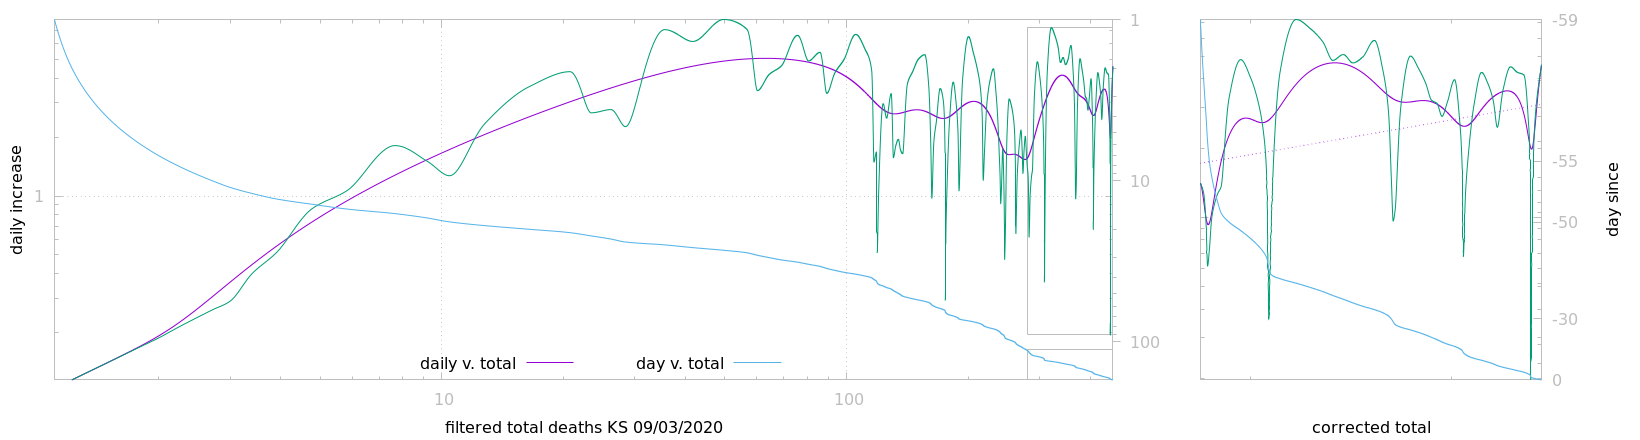 1
-59
10
-55
1
-50
-30
100
0
daily increase
day since
daily v. total
day v. total
10
100
filtered total deaths KS 09/03/2020
corrected total